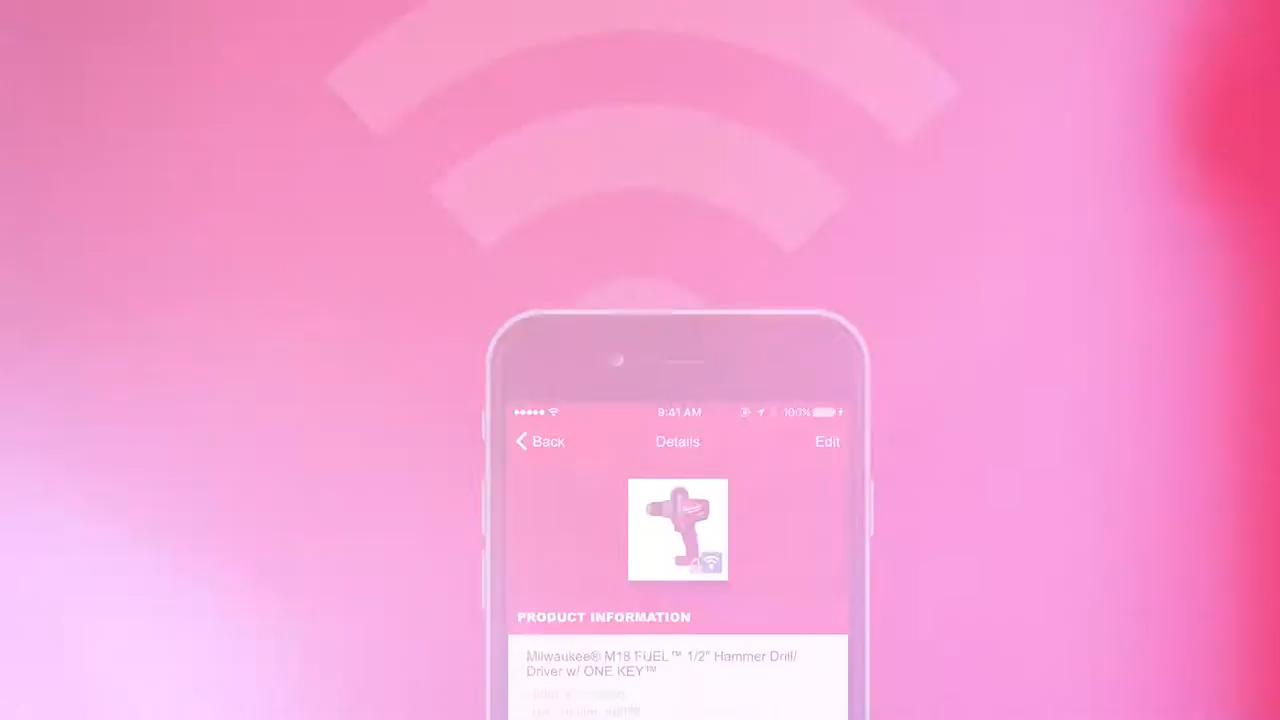 9:41 AM
100%
Back
Details
Edit
PRODUCT INFORMATION
Milwaukee® M18 FUEL™ 1/2" Hammer Drill/
Driver w/ ONE KEY™